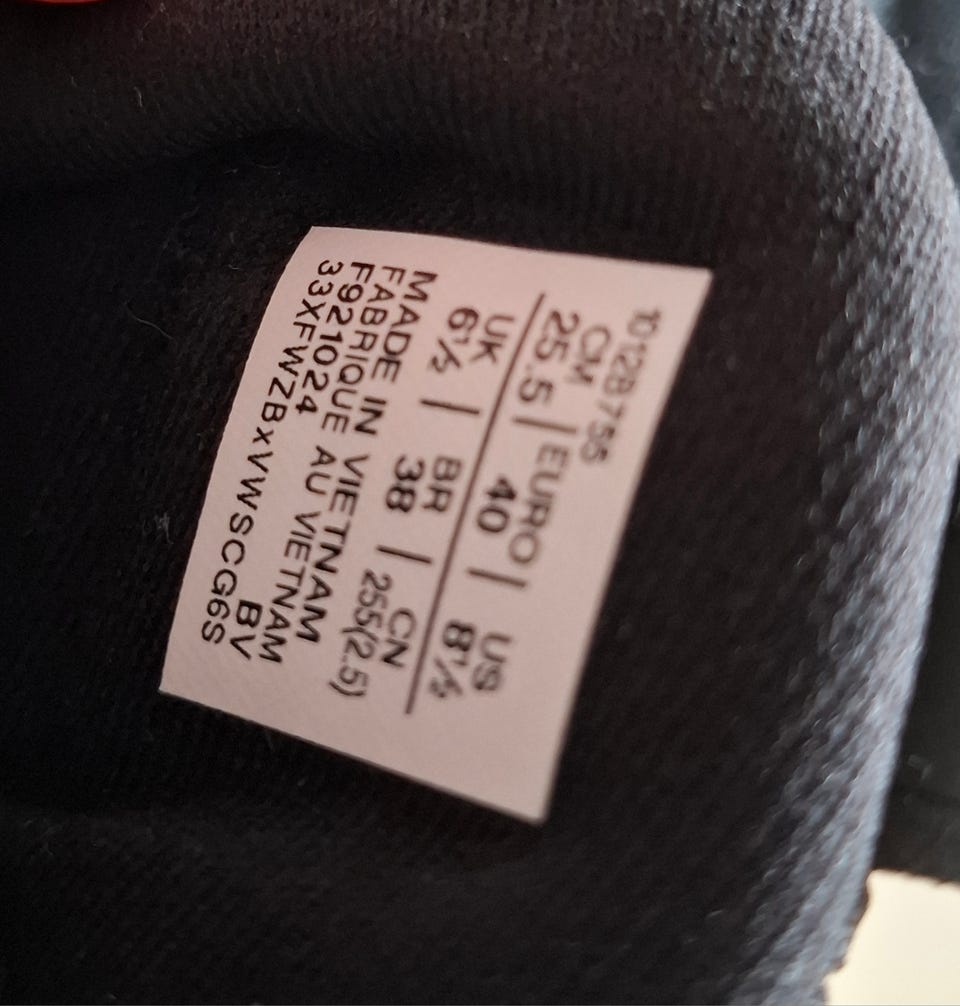 1012B755
CM | EURO | US
25.5 | 40 | 8½
UK | BR | CN
6½ | 38 | 255(2.5)
MADE IN VIETNAM
FABRIQUE AU VIETNAM
F921024 BV
33XFWZBxVWSCG6S